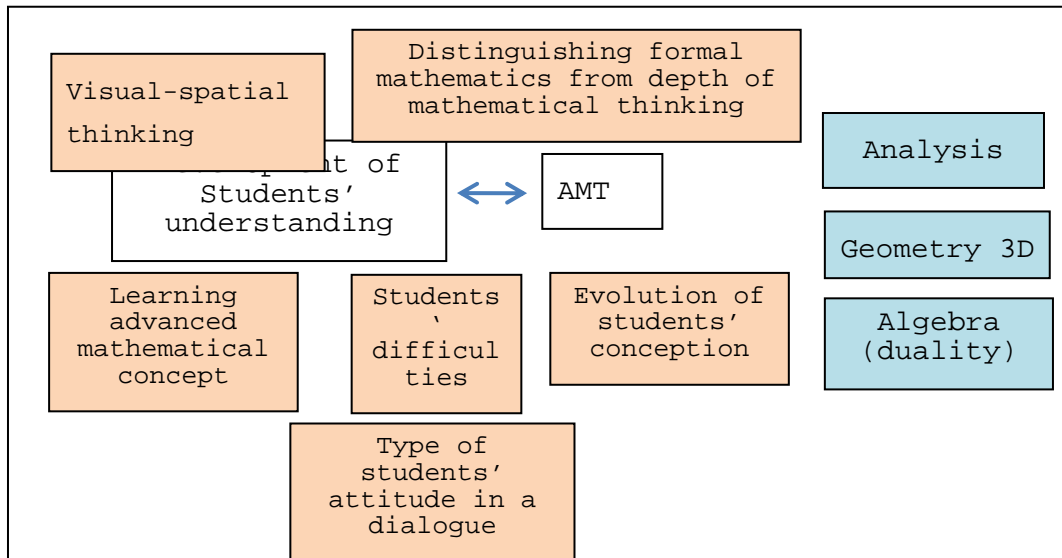 Visual-spatial
thinking
Distinguishing formal
mathematics from depth of
mathematical thinking
of
Students’
understanding
AMT
Analysis
Geometry 3D
Algebra
(duality)
Learning
advanced
mathematical
concept
Students
‘
difficul
ties
Evolution of
students’
conception
Type of
students’
attitude in a
dialogue